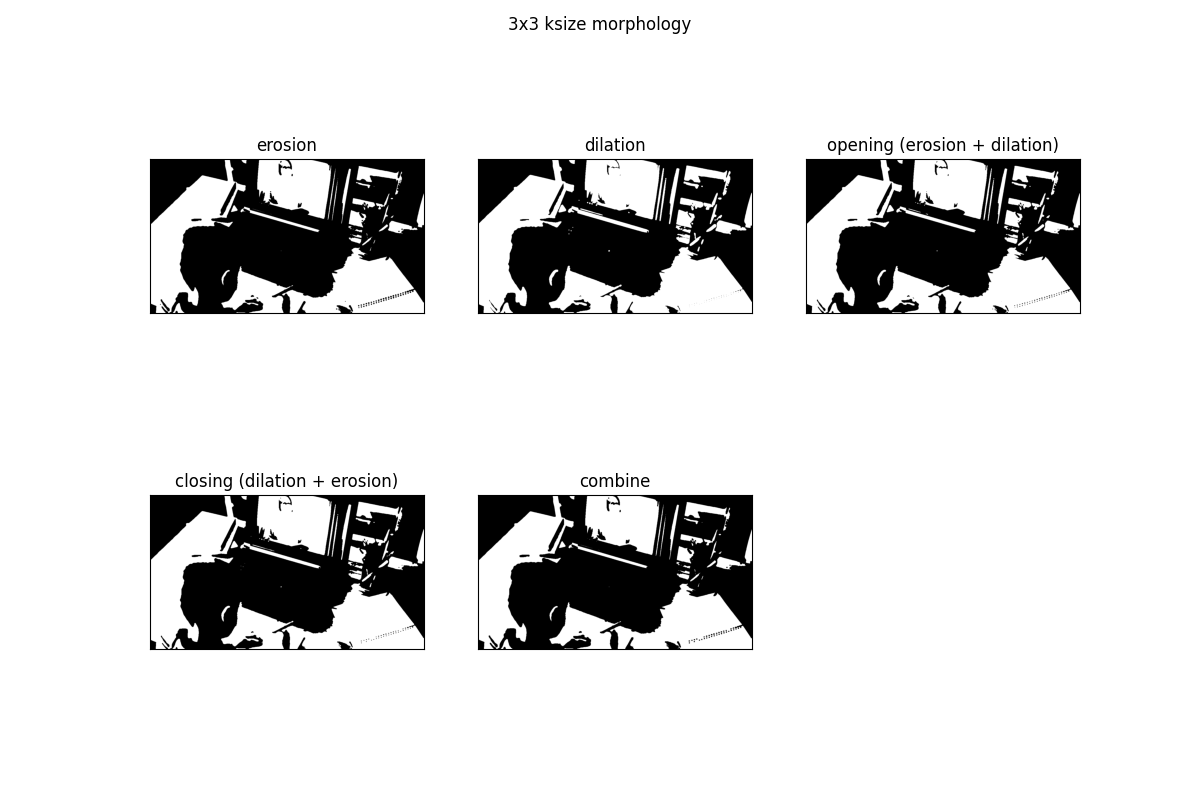 3x3 ksize morphology
erosion
dilation
opening (erosion + dilation)
closing (dilation + erosion)
combine